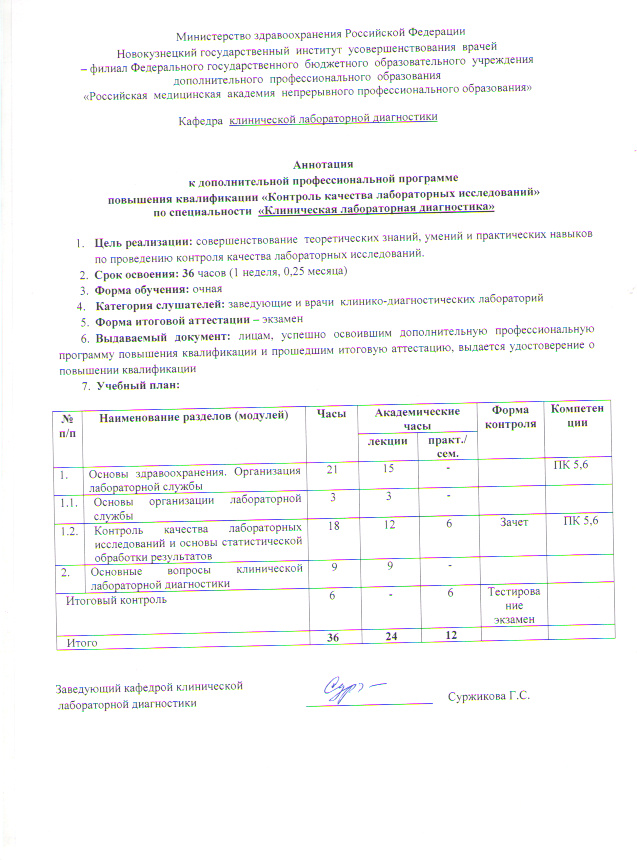 Министерство здравоохранения Российской Федерации
Новокузнецкий государственный институт усовершенствования врачей
– филиал Федерального государственного бюджетного образовательного учреждения
дополнительного профессионального образования
«Российская медицинская академия непрерывного профессионального образования»
Кафедра клинической лабораторной диагностики
Аннотация
к дополнительной профессиональной программе
повышения квалификации «Контроль качества лабораторных исследований»
по специальности «Клиническая лабораторная диагностика»
1. Цель реализации: совершенствование теоретических знаний, умений и практических навыков
по проведению контроля качества лабораторных исследований.
2. Срок освоения: 36 часов (1 неделя, 0,25 месяца)
3. Форма обучения: очная
4. Категория слушателей: заведующие и врачи клинико-диагностических лабораторий
5. Форма итоговой аттестации – экзамен
6. Выдаваемый документ: лицам, успешно освоившим дополнительную профессиональную
программу повышения квалификации и прошедшим итоговую аттестацию, выдается удостоверение о
повышении квалификации
7. Учебный план:
№ Наименование разделов (модулей) Часы Академические Форма Компетен
п/п часы контроля ции
лекции практ./
сем.
1. Основы здравоохранения. Организация 21 15 - ПК 5,6
лабораторной службы
1.1. Основы организации лабораторной 3 3 -
службы
1.2. Контроль качества лабораторных 18 12 6 Зачет ПК 5,6
исследований и основы статистической
обработки результатов
2. Основные вопросы клинической 9 9 -
лабораторной диагностики
Итоговый контроль 6 - 6 Тестирова
ние
экзамен
Итого 36 24 12
Заведующий кафедрой клинической
лабораторной диагностики Суржикова Г.С.